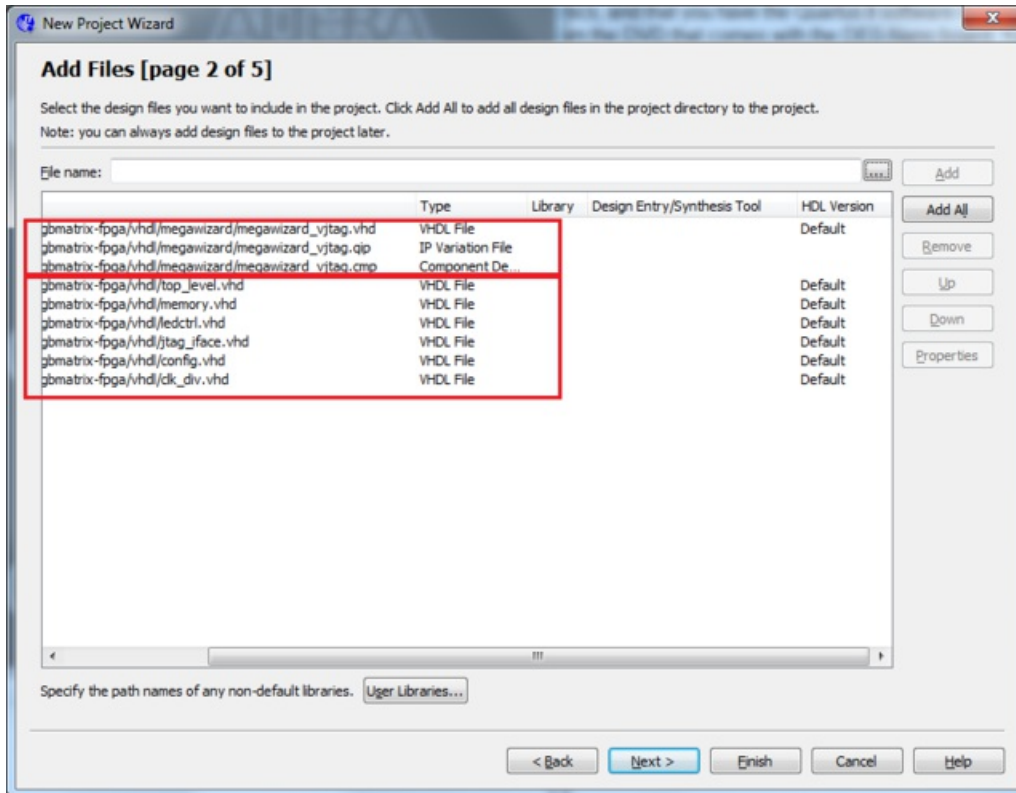 New Project Wizard
Add Files [page 2 of 5]
Select the design files you want to include in the project. Click Add All to add all design files in the project directory to the project.
Note: you can always add design files to the project later.
File name: ... Add
Type Library Design Entry/Synthesis Tool HDL Version Add All
gbmatrix-fpga/vhdl/megawizard/megawizard_vjtag.vhd VHDL File Default
gbmatrix-fpga/vhdl/megawizard/megawizard_vjtag.qip IP Variation File Remove
gbmatrix-fpga/vhdl/megawizard/megawizard_vjtag.cmp Component De...
gbmatrix-fpga/vhdl/top_level.vhd VHDL File Default Up
gbmatrix-fpga/vhdl/memory.vhd VHDL File Default
gbmatrix-fpga/vhdl/ledctrl.vhd VHDL File Default Down
gbmatrix-fpga/vhdl/jtag_iface.vhd VHDL File Default
gbmatrix-fpga/vhdl/config.vhd VHDL File Default Properties
gbmatrix-fpga/vhdl/clk_div.vhd VHDL File Default
Specify the path names of any non-default libraries. User Libraries...
< Back Next > Finish Cancel Help